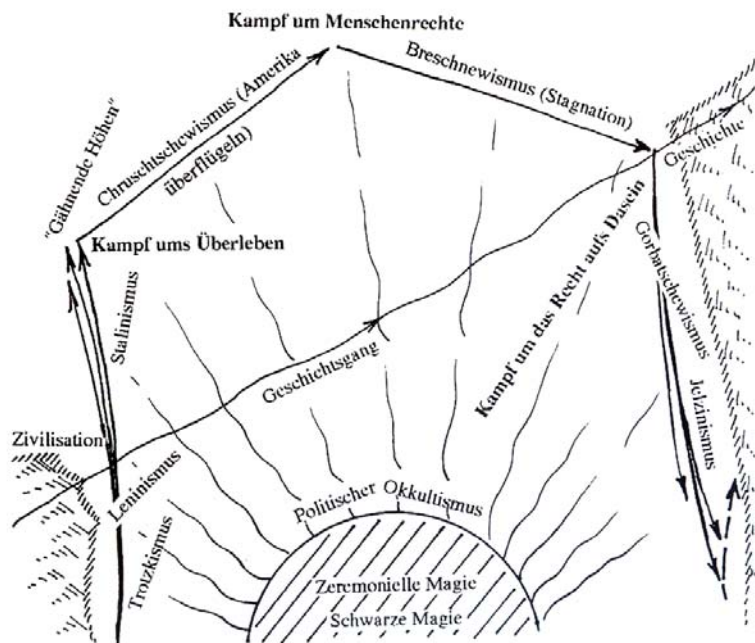 Kampf um Menschenrechte
Breschnewismus (Stagnation)
Chruschtschewismus (Amerika
überflügeln)
"Gähnende Höhen"
Geschichte
Kampf ums Überleben
Stalinismus
Kampf um das Recht aufs Dasein
Gorbatschewismus
Jelzinismus
Geschichtsgang
Zivilisation
Leninismus
Trotzkismus
Politischer Okkultismus
Zeremonielle Magie
Schwarze Magie